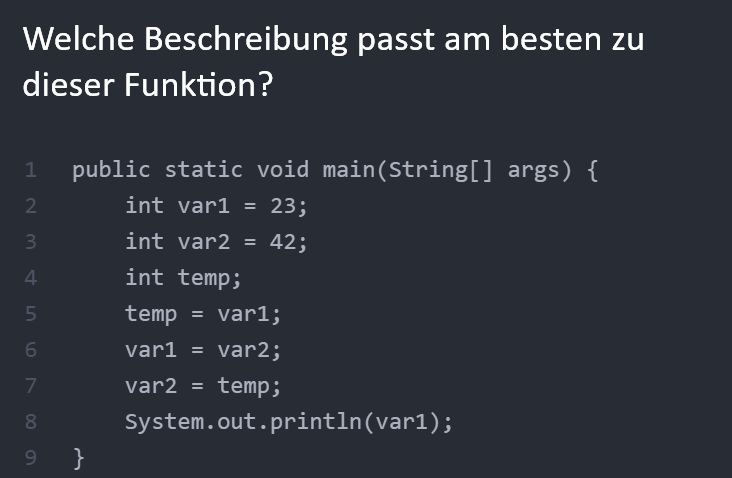 Welche Beschreibung passt am besten zu
dieser Funktion?
1 public static void main(String[] args) {
2     int var1 = 23;
3     int var2 = 42;
4     int temp;
5     temp = var1;
6     var1 = var2;
7     var2 = temp;
8     System.out.println(var1);
9 }